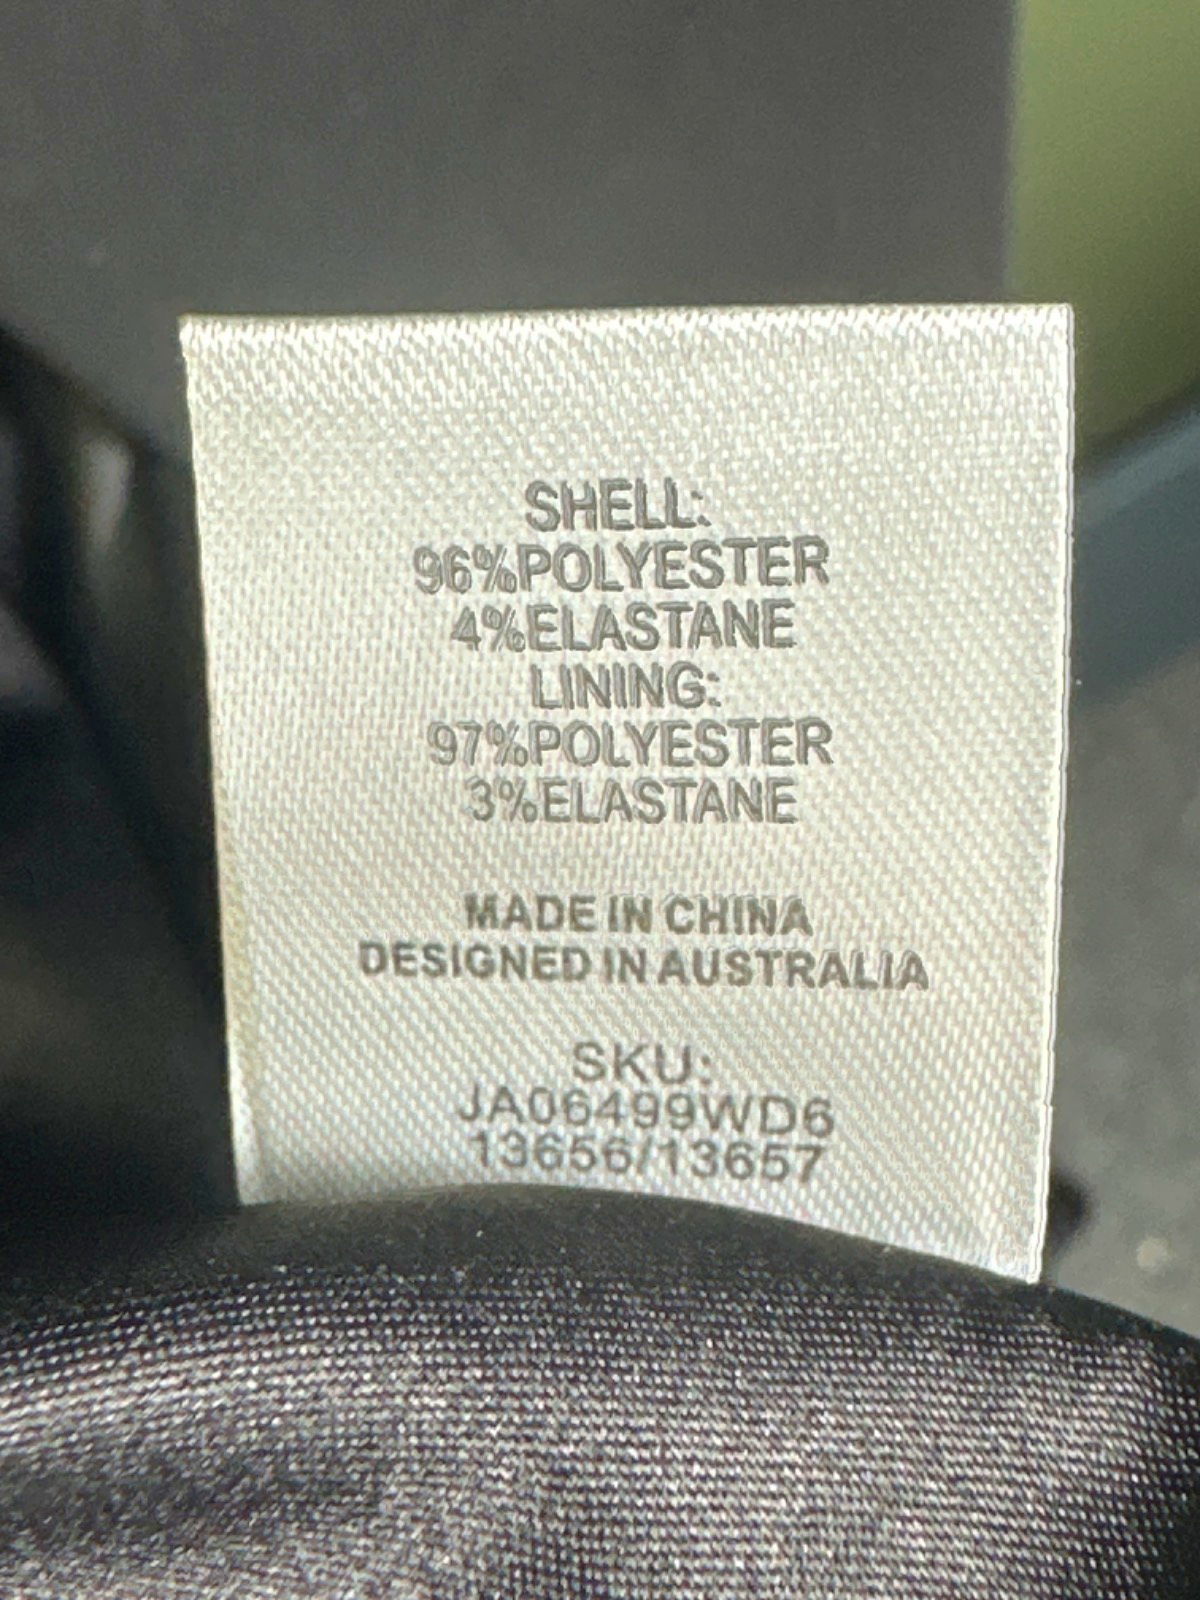 SHELL:
96%POLYESTER
4%ELASTANE
LINING:
97%POLYESTER
3%ELASTANE
MADE IN CHINA
DESIGNED IN AUSTRALIA
SKU:
JA06499WD6
13656/13657